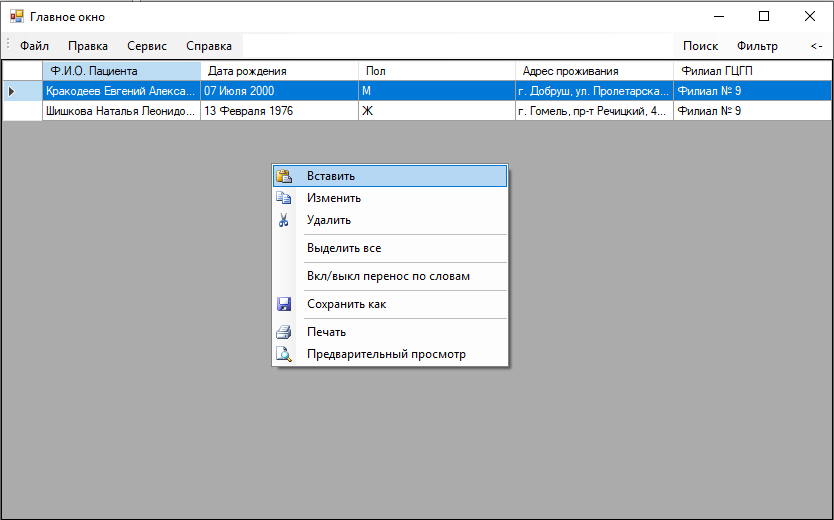 Главное окно
Файл Правка Сервис Справка Поиск Фильтр <-
Ф.И.О. Пациента Дата рождения Пол Адрес проживания Филиал ГЦГП
Кракодеев Евгений Алекса... 07 Июля 2000 М г. Добруш, ул. Пролетарска... Филиал № 9
Шишкова Наталья Леонидо... 13 Февраля 1976 Ж г. Гомель, пр-т Речицкий, 4... Филиал № 9
Вставить
Изменить
Удалить
Выделить все
Вкл/выкл перенос по словам
Сохранить как
Печать
Предварительный просмотр